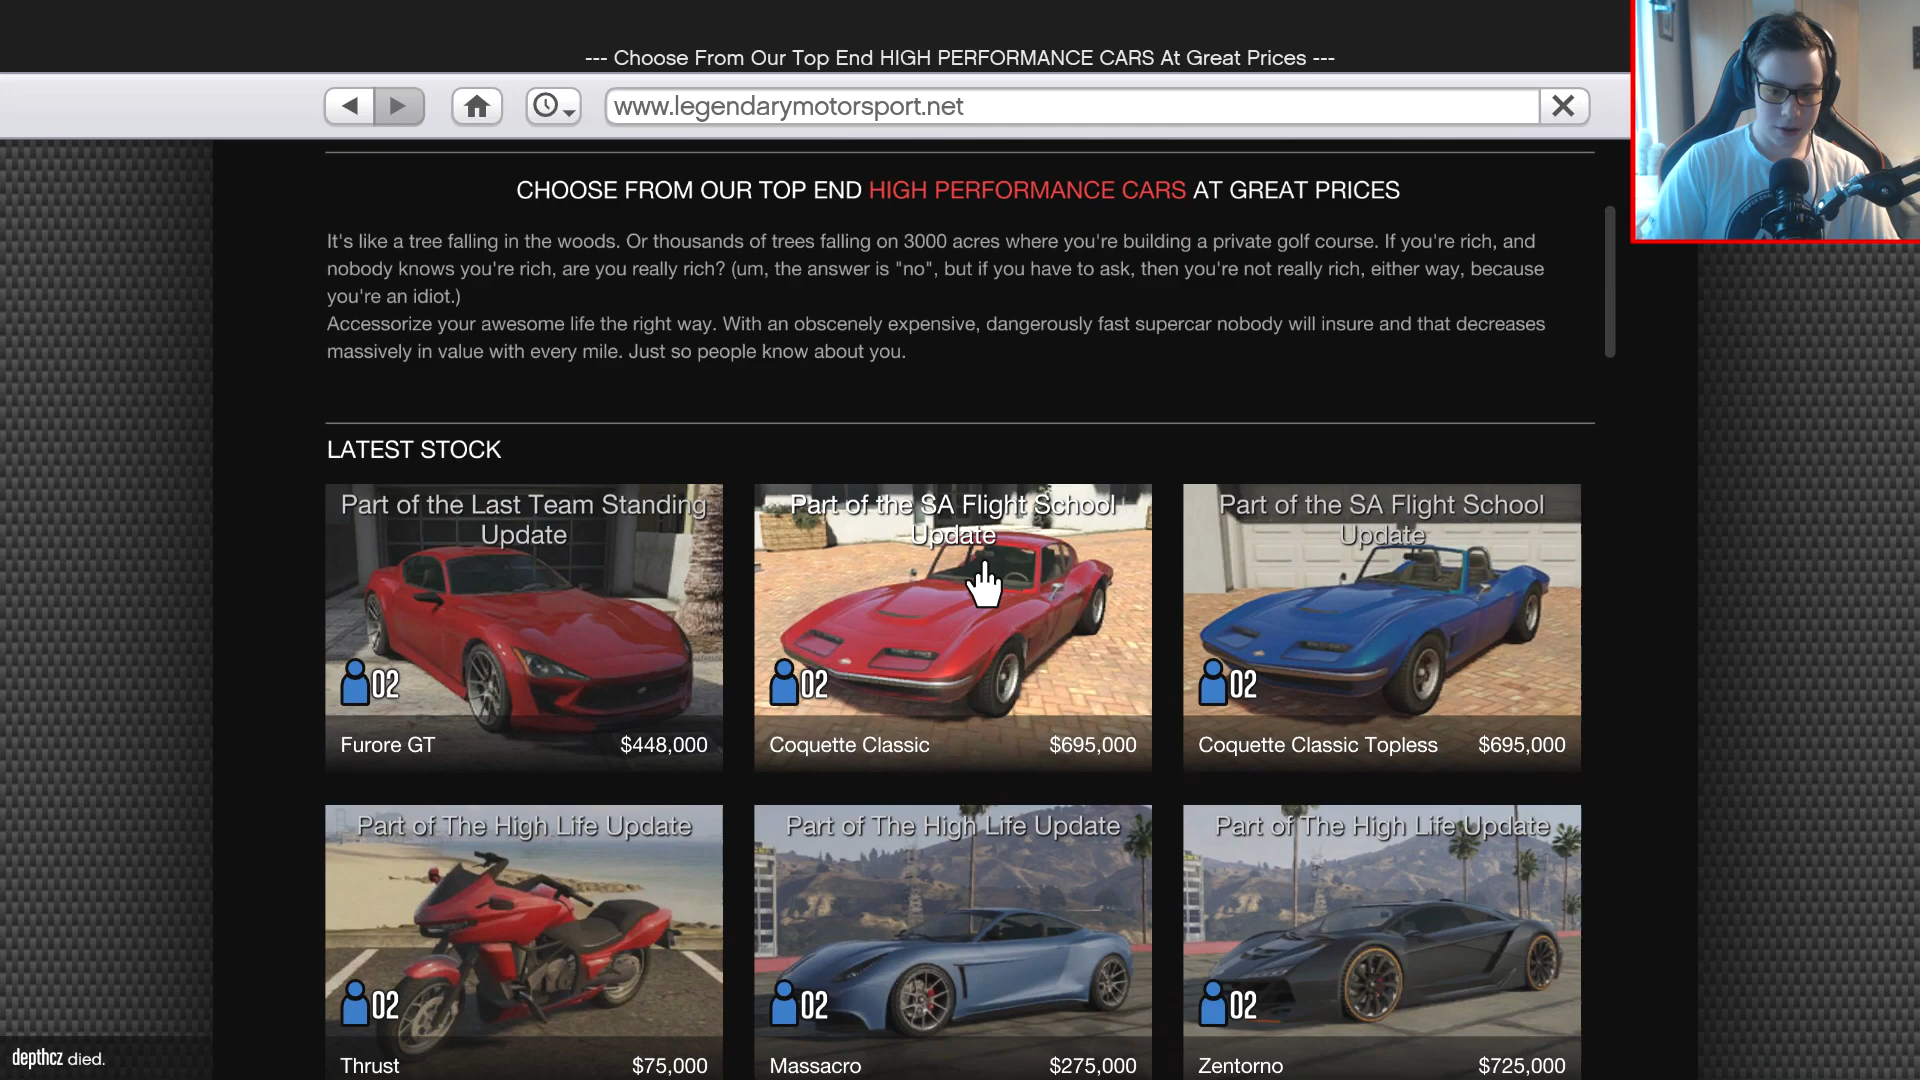 --- Choose From Our Top End HIGH PERFORMANCE CARS At Great Prices ---
www.legendarymotorsport.net
CHOOSE FROM OUR TOP END HIGH PERFORMANCE CARS AT GREAT PRICES
It's like a tree falling in the woods. Or thousands of trees falling on 3000 acres where you're building a private golf course. If you're rich, and
nobody knows you're rich, are you really rich? (um, the answer is "no", but if you have to ask, then you're not really rich, either way, because
you're an idiot.)
Accessorize your awesome life the right way. With an obscenely expensive, dangerously fast supercar nobody will insure and that decreases
massively in value with every mile. Just so people know about you.
LATEST STOCK
Part of the Last Team Standing
Update
02
Furore GT $448,000
Part of the SA Flight School
Update
02
Coquette Classic $695,000
Part of the SA Flight School
Update
02
Coquette Classic Topless $695,000
Part of The High Life Update
02
Thrust $75,000
Part of The High Life Update
02
Massacro $275,000
Part of The High Life Update
02
Zentorno $725,000
depthcz died.